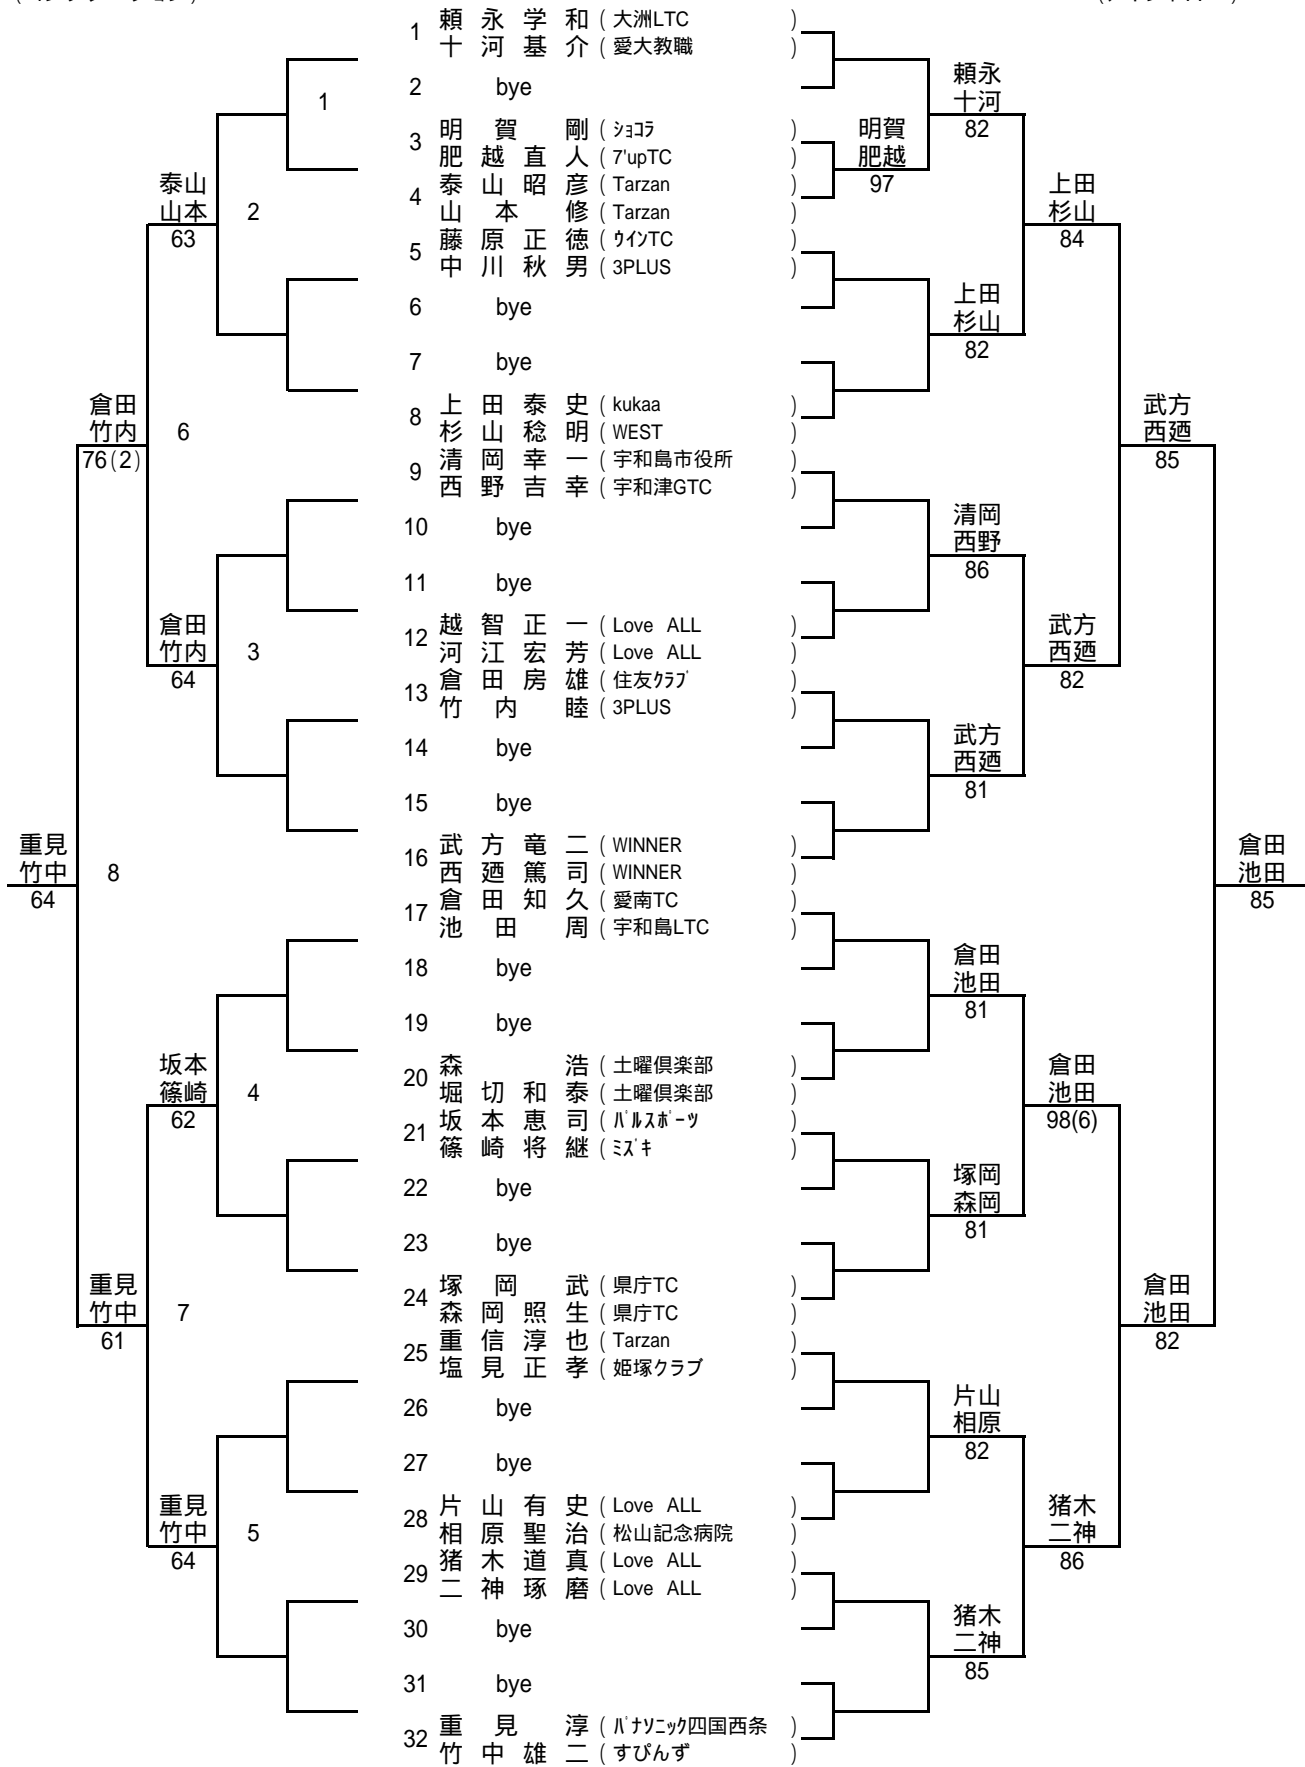 1 頼永学和 ( 大洲LTC )
十河基介 ( 愛大教職 )
2 bye
3 明賀剛 ( ｼｮｺﾗ )
肥越直人 ( 7'upTC )
4 泰山昭彦 ( Tarzan )
山本修 ( Tarzan )
5 藤原正徳 ( ｳｲﾝTC )
中川秋男 ( 3PLUS )
6 bye
7 bye
8 上田泰史 ( kukaa )
杉山稔明 ( WEST )
9 清岡幸一 ( 宇和島市役所 )
西野吉幸 ( 宇和津GTC )
10 bye
11 bye
12 越智正一 ( Love ALL )
河江宏芳 ( Love ALL )
13 倉田房雄 ( 住友ｸﾗﾌﾞ )
竹内睦 ( 3PLUS )
14 bye
15 bye
16 武方竜二 ( WINNER )
西廼篤司 ( WINNER )
17 倉田知久 ( 愛南TC )
池田周 ( 宇和島LTC )
18 bye
19 bye
20 森浩 ( 土曜倶楽部 )
堀切和泰 ( 土曜倶楽部 )
21 坂本恵司 ( ﾊﾟﾙｽﾎﾟｰﾂ )
篠崎将継 ( ﾐｽﾞｷ )
22 bye
23 bye
24 塚岡武 ( 県庁TC )
森岡照生 ( 県庁TC )
25 重信淳也 ( Tarzan )
塩見正孝 ( 姫塚クラブ )
26 bye
27 bye
28 片山有史 ( Love ALL )
相原聖治 ( 松山記念病院 )
29 猪木道真 ( Love ALL )
二神琢磨 ( Love ALL )
30 bye
31 bye
32 重見淳 ( ﾊﾟﾅｿﾆｯｸ四国西条 )
竹中雄二 ( すぴんず )
明賀
肥越
97
頼永
十河
82
上田
杉山
82
清岡
西野
86
武方
西廼
81
倉田
池田
81
塚岡
森岡
81
片山
相原
82
猪木
二神
85
上田
杉山
84
武方
西廼
82
倉田
池田
98(6)
猪木
二神
86
武方
西廼
85
倉田
池田
82
倉田
池田
85
1
2
3
4
5
6
7
8
泰山
山本
63
倉田
竹内
64
坂本
篠崎
62
重見
竹中
64
倉田
竹内
76(2)
重見
竹中
61
重見
竹中
64